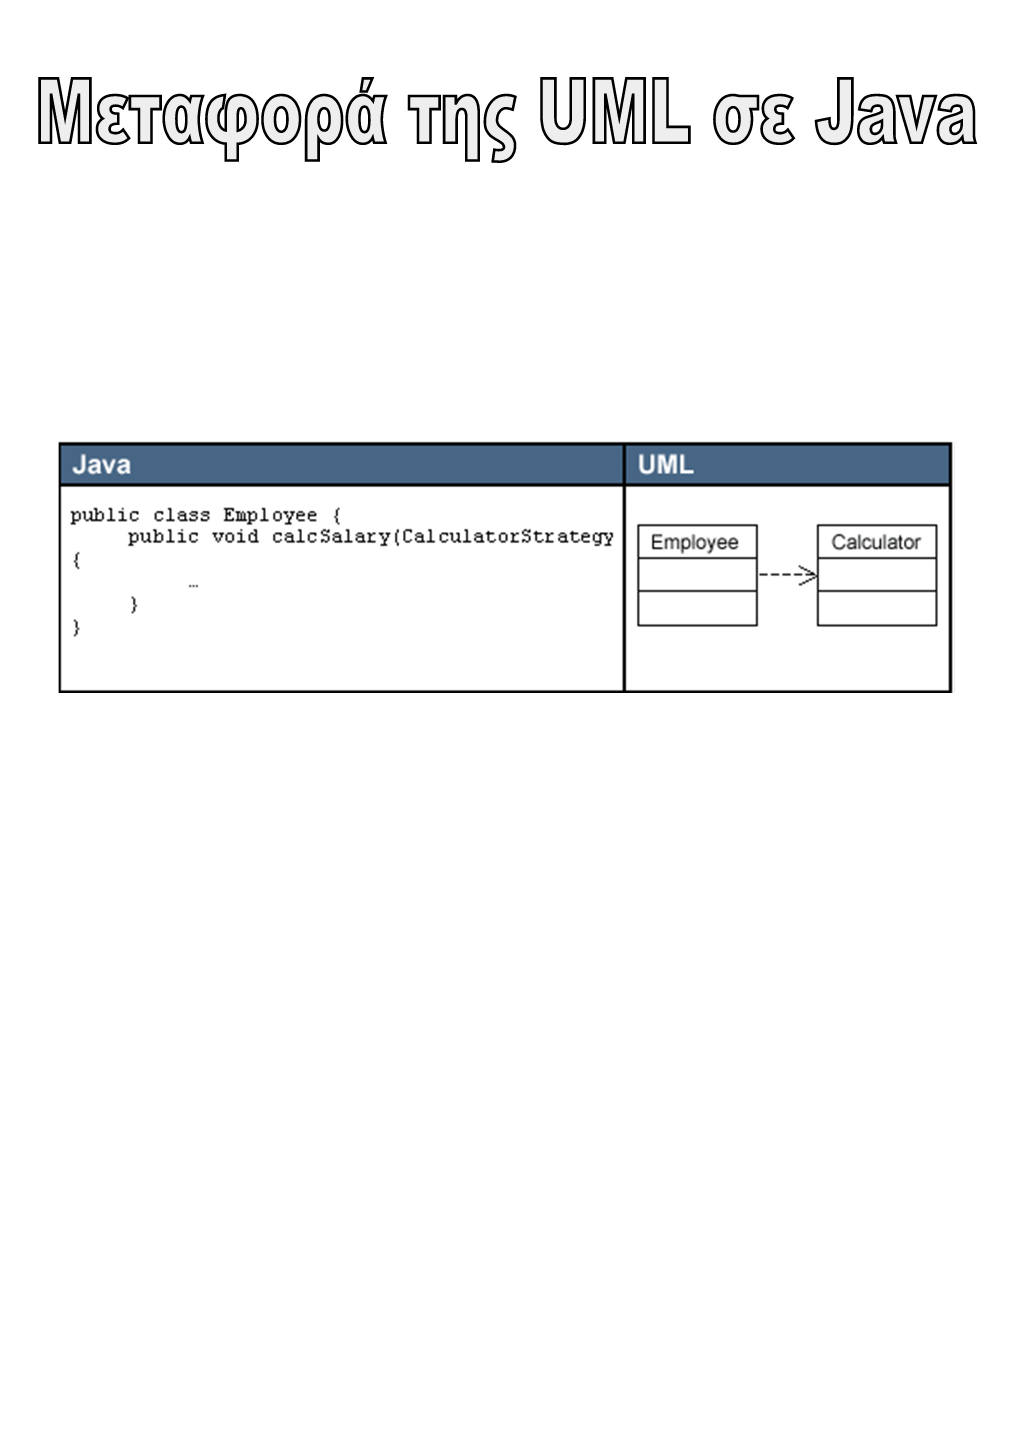 Μεταφορά της UML σε Java
Java
UML
public class Employee {
public void calcSalary(CalculatorStrategy
{
…
}
}
Employee
Calculator